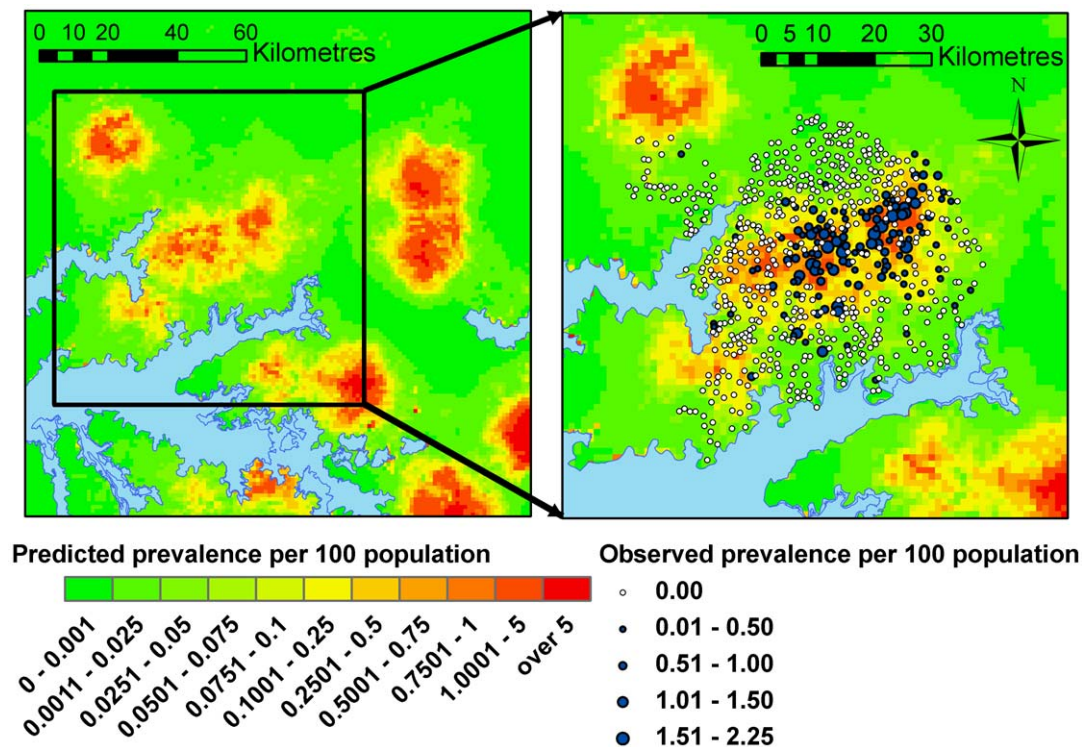 0 10 20 40 60
Kilometres
0 5 10 20 30
Kilometres
N
Predicted prevalence per 100 population
0 - 0.001
0.0011 - 0.025
0.0251 - 0.05
0.0501 - 0.075
0.0751 - 0.1
0.1001 - 0.25
0.2501 - 0.5
0.5001 - 0.75
0.7501 - 1
1.0001 - 5
over 5
Observed prevalence per 100 population
0.00
0.01 - 0.50
0.51 - 1.00
1.01 - 1.50
1.51 - 2.25